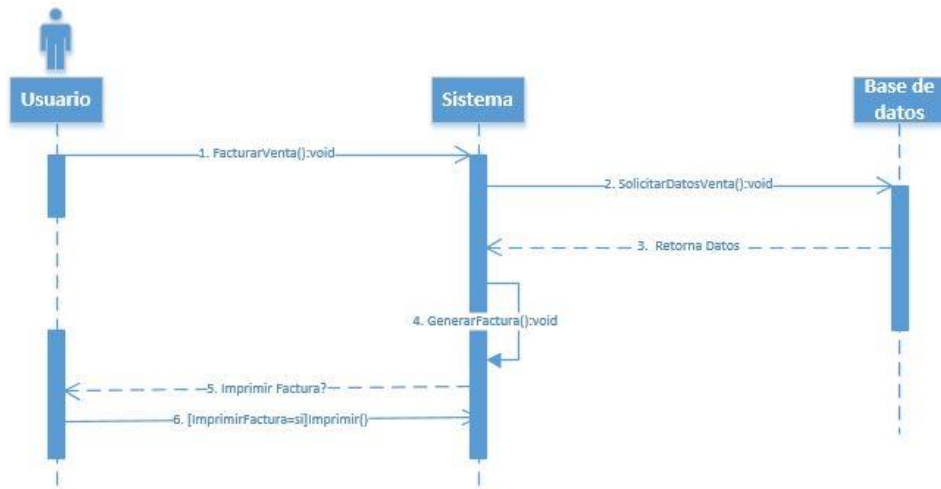 Usuario
Sistema
Base de
datos
1. FacturarVenta():void
2. SolicitarDatosVenta():void
3. Retorna Datos
4. GenerarFactura():void
5. Imprimir Factura?
6. [ImprimirFactura=si]Imprimir()